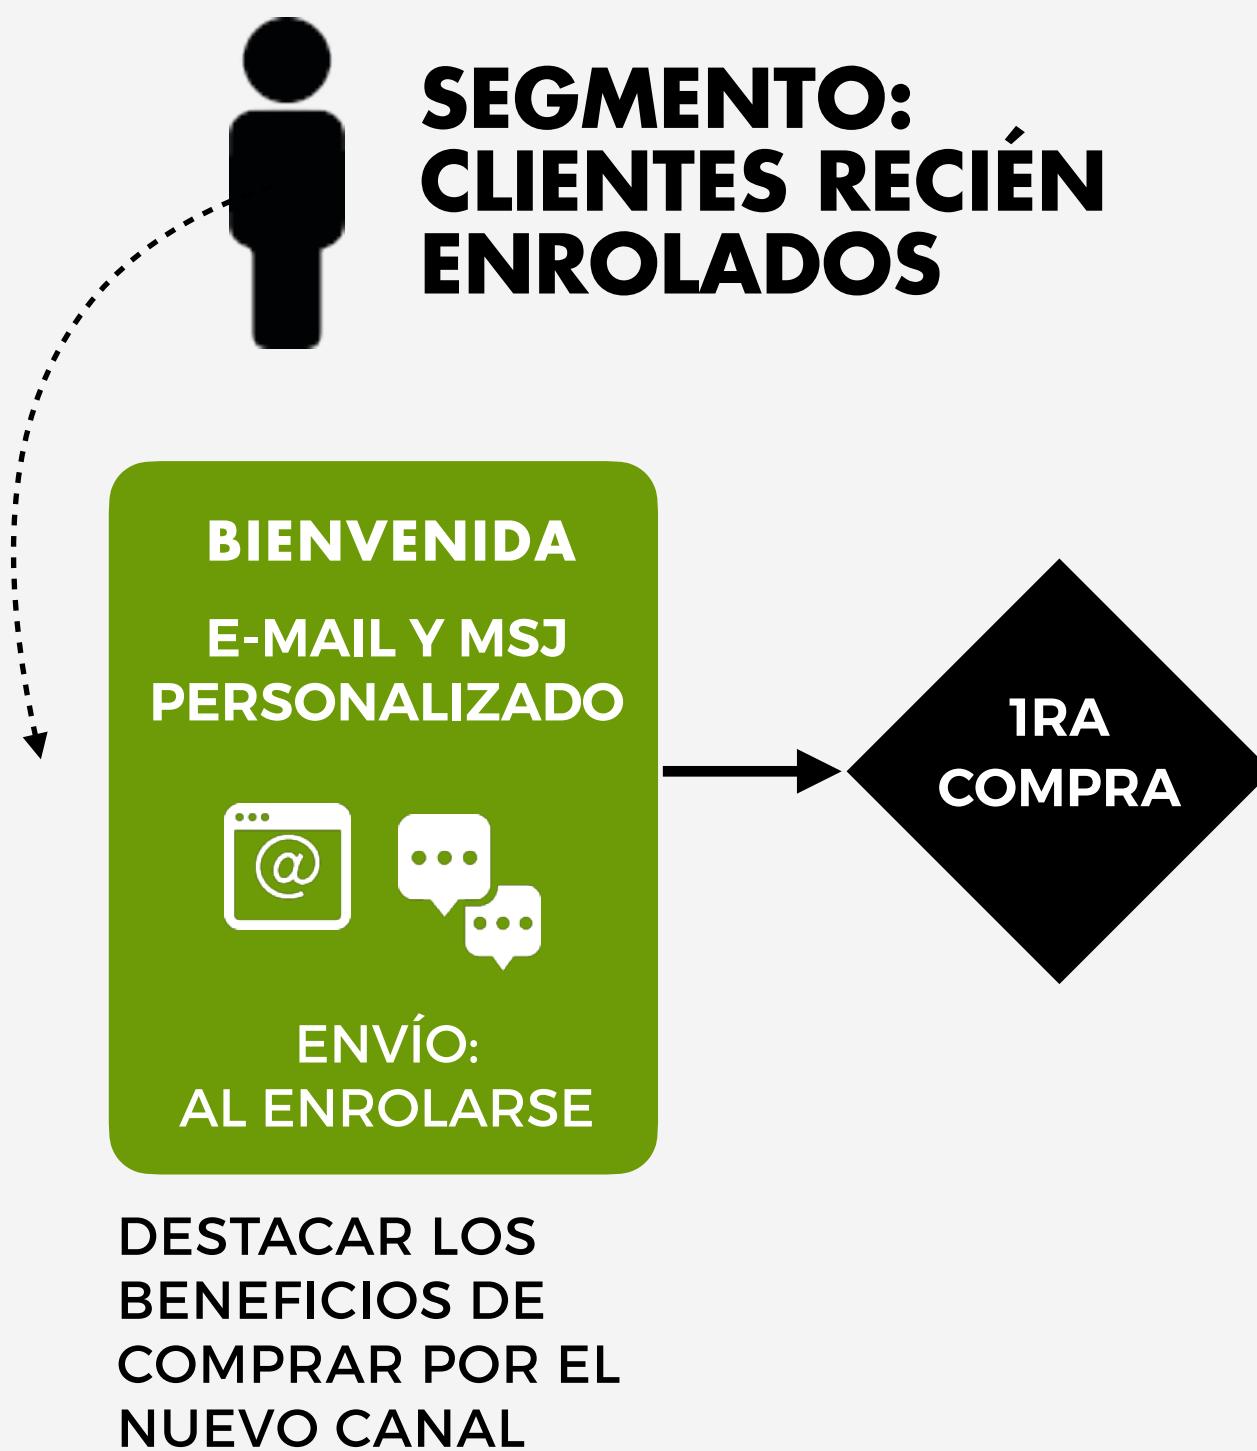 SEGMENTO:
CLIENTES RECIÉN
ENROLADOS
BIENVENIDA
E-MAIL Y MSJ
PERSONALIZADO
@
ENVÍO:
AL ENROLARSE
1RA
COMPRA
DESTACAR LOS
BENEFICIOS DE
COMPRAR POR EL
NUEVO CANAL